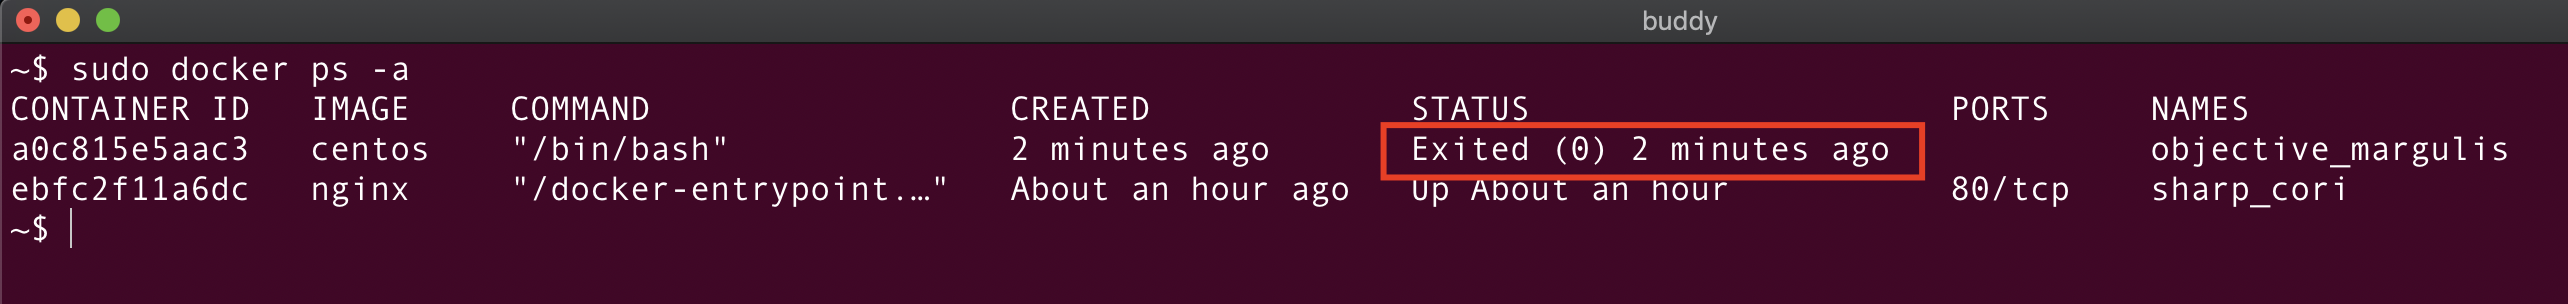 buddy
~$ sudo docker ps -a
CONTAINER ID   IMAGE     COMMAND                  CREATED             STATUS                     PORTS     NAMES
a0c815e5aac3   centos    "/bin/bash"              2 minutes ago       Exited (0) 2 minutes ago             objective_margulis
ebfc2f11a6dc   nginx     "/docker-entrypoint.…"   About an hour ago   Up About an hour           80/tcp    sharp_cori
~$